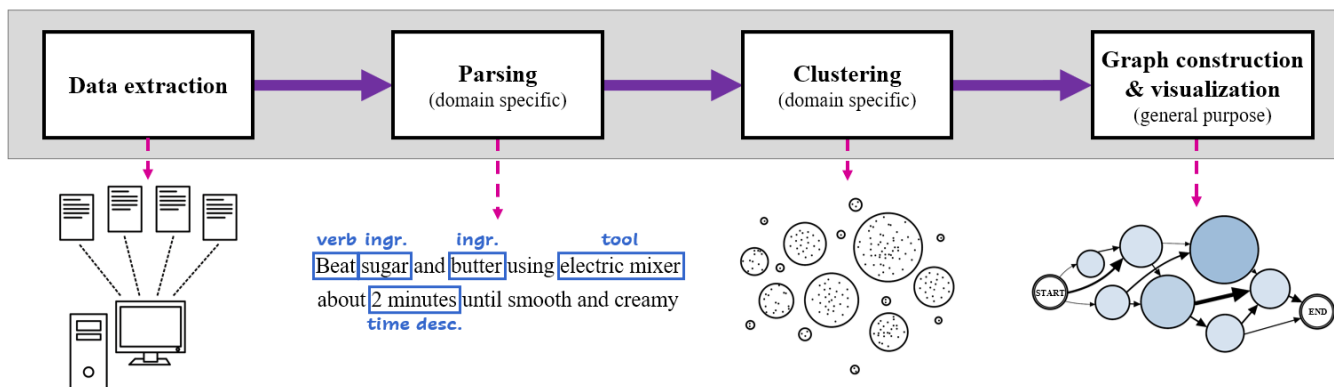 Data extraction
Parsing
(domain specific)
Clustering
(domain specific)
Graph construction
& visualization
(general purpose)
verb ingr. ingr. tool
Beat sugar and butter using electric mixer
about 2 minutes until smooth and creamy
time desc.
START
END